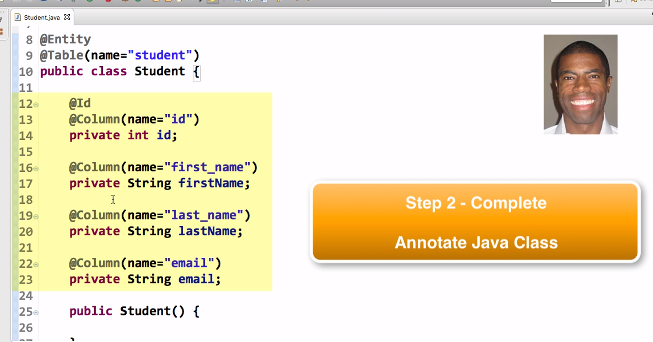 Student.java
8 @Entity
9 @Table(name="student")
10 public class Student {
11
12 @Id
13 @Column(name="id")
14 private int id;
15
16 @Column(name="first_name")
17 private String firstName;
18
19 @Column(name="last_name")
20 private String lastName;
21
22 @Column(name="email")
23 private String email;
24
25 public Student() {
26
}
Step 2 - Complete
Annotate Java Class